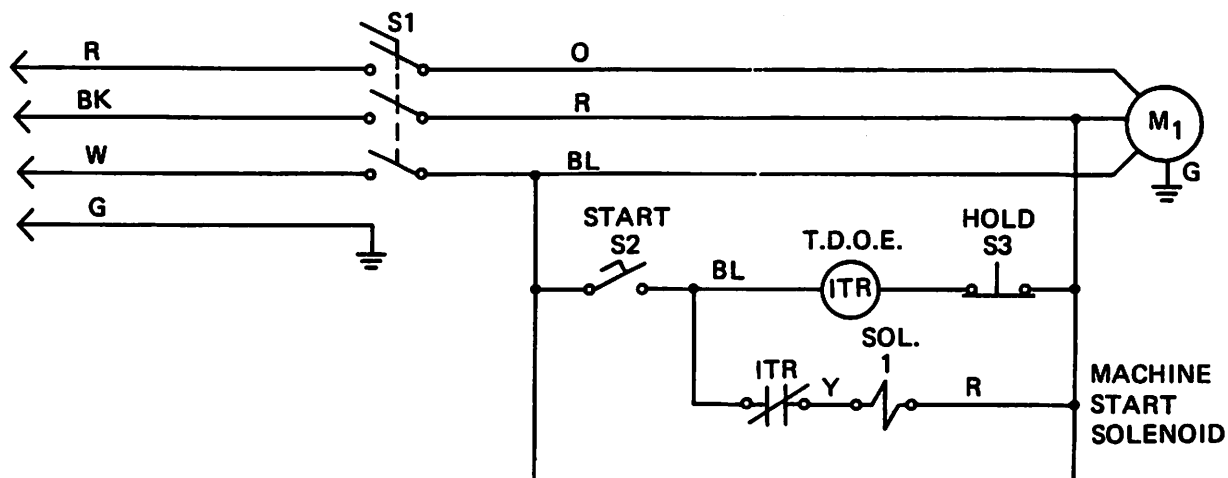 S1
R
O
BK
R
M1
W
BL
G
G
START
S2
T.D.O.E.
HOLD
S3
BL
ITR
SOL.
1
ITR
Y
R
MACHINE
START
SOLENOID